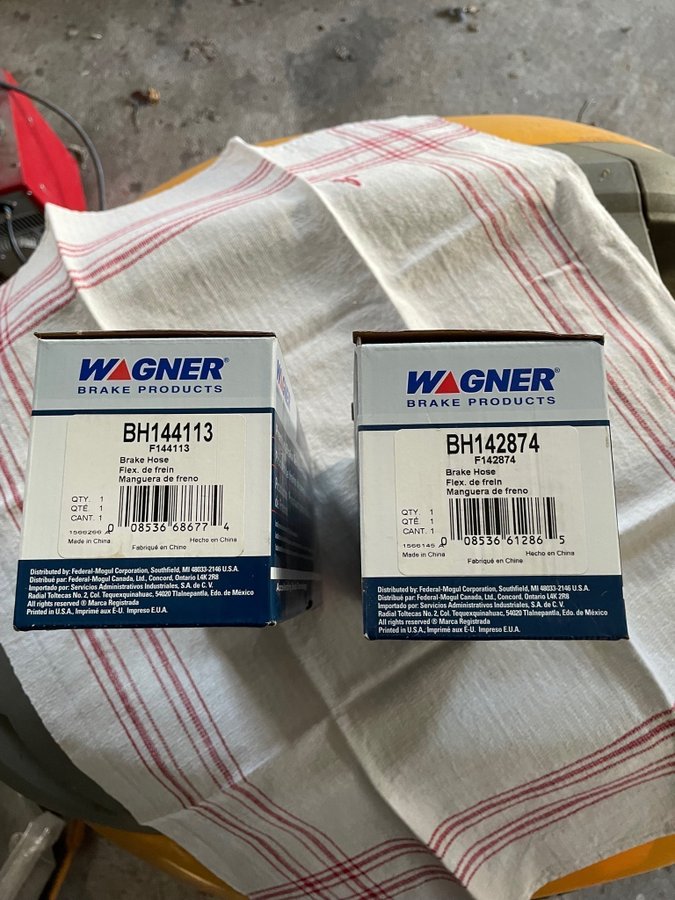 WAGNER®
BRAKE PRODUCTS
BH144113
F144113
Brake Hose
Flex. de frein
Manguera de freno
QTY. 1
QTÉ. 1
CANT. 1
0 08536 68677 4
Made in China
Fabriqué en Chine
Hecho en China
Distributed by: Federal-Mogul Corporation, Southfield, MI 48033-2146 U.S.A.
Distribué par: Federal-Mogul Canada, Ltd., Concord, Ontario L4K 2R8
Importado por: Servicios Administrativos Industriales, S.A. de C.V.
Radial Toltecas No. 2, Col. Tequexquinahuac, 54020 Tlalnepantla, Edo. de México
All rights reserved ® Marca Registrada
Printed in U.S.A., Imprimé aux É-U. Impreso E.U.A.
WAGNER®
BRAKE PRODUCTS
BH142874
F142874
Brake Hose
Flex. de frein
Manguera de freno
QTY. 1
QTÉ. 1
CANT. 1
0 08536 61286 5
Made in China
Fabriqué en Chine
Hecho en China
Distributed by: Federal-Mogul Corporation, Southfield, MI 48033-2146 U.S.A.
Distribué par: Federal-Mogul Canada, Ltd., Concord, Ontario L4K 2R8
Importado por: Servicios Administrativos Industriales, S.A. de C.V.
Radial Toltecas No. 2, Col. Tequexquinahuac, 54020 Tlalnepantla, Edo. de México
All rights reserved ® Marca Registrada
Printed in U.S.A., Imprimé aux É-U. Impreso E.U.A.